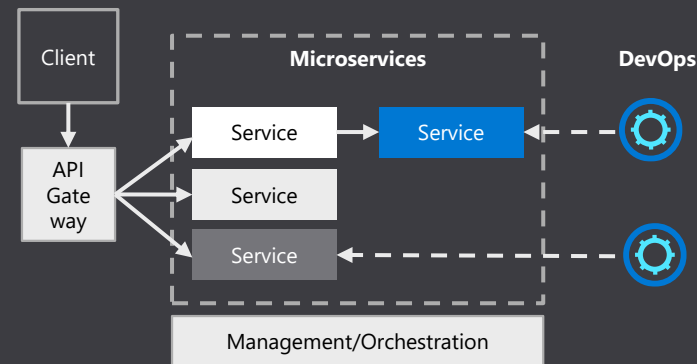 Client
Microservices
DevOps
Service
Service
API
Gate
way
Service
Service
Management/Orchestration